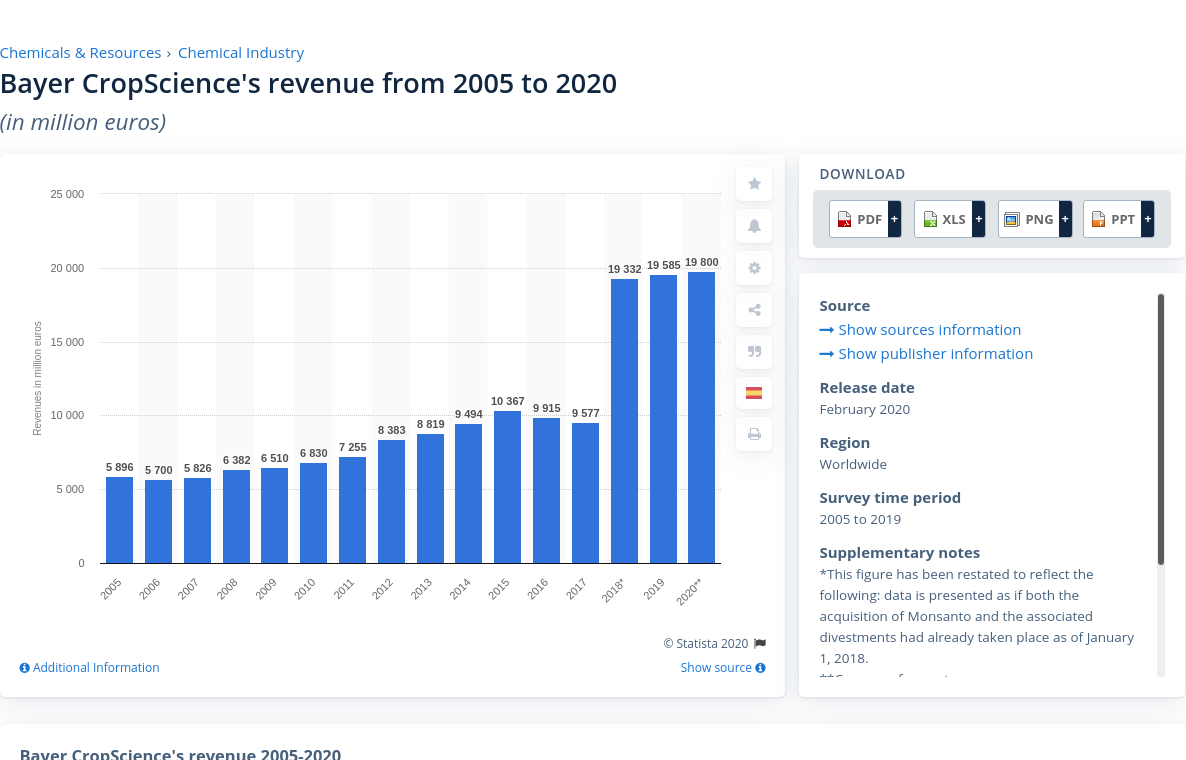 Chemicals & Resources › Chemical Industry
Bayer CropScience's revenue from 2005 to 2020
(in million euros)
25 000
20 000
15 000
10 000
5 000
0
Revenues in million euros
5 896
5 700
5 826
6 382
6 510
6 830
7 255
8 383
8 819
9 494
10 367
9 915
9 577
19 332
19 585
19 800
2005
2006
2007
2008
2009
2010
2011
2012
2013
2014
2015
2016
2017
2018*
2019
2020**
© Statista 2020
Additional Information
Show source
DOWNLOAD
PDF + XLS + PNG + PPT +
Source
Show sources information
Show publisher information
Release date
February 2020
Region
Worldwide
Survey time period
2005 to 2019
Supplementary notes
*This figure has been restated to reflect the
following: data is presented as if both the
acquisition of Monsanto and the associated
divestments had already taken place as of January
1, 2018.
Bayer CropScience's revenue 2005-2020